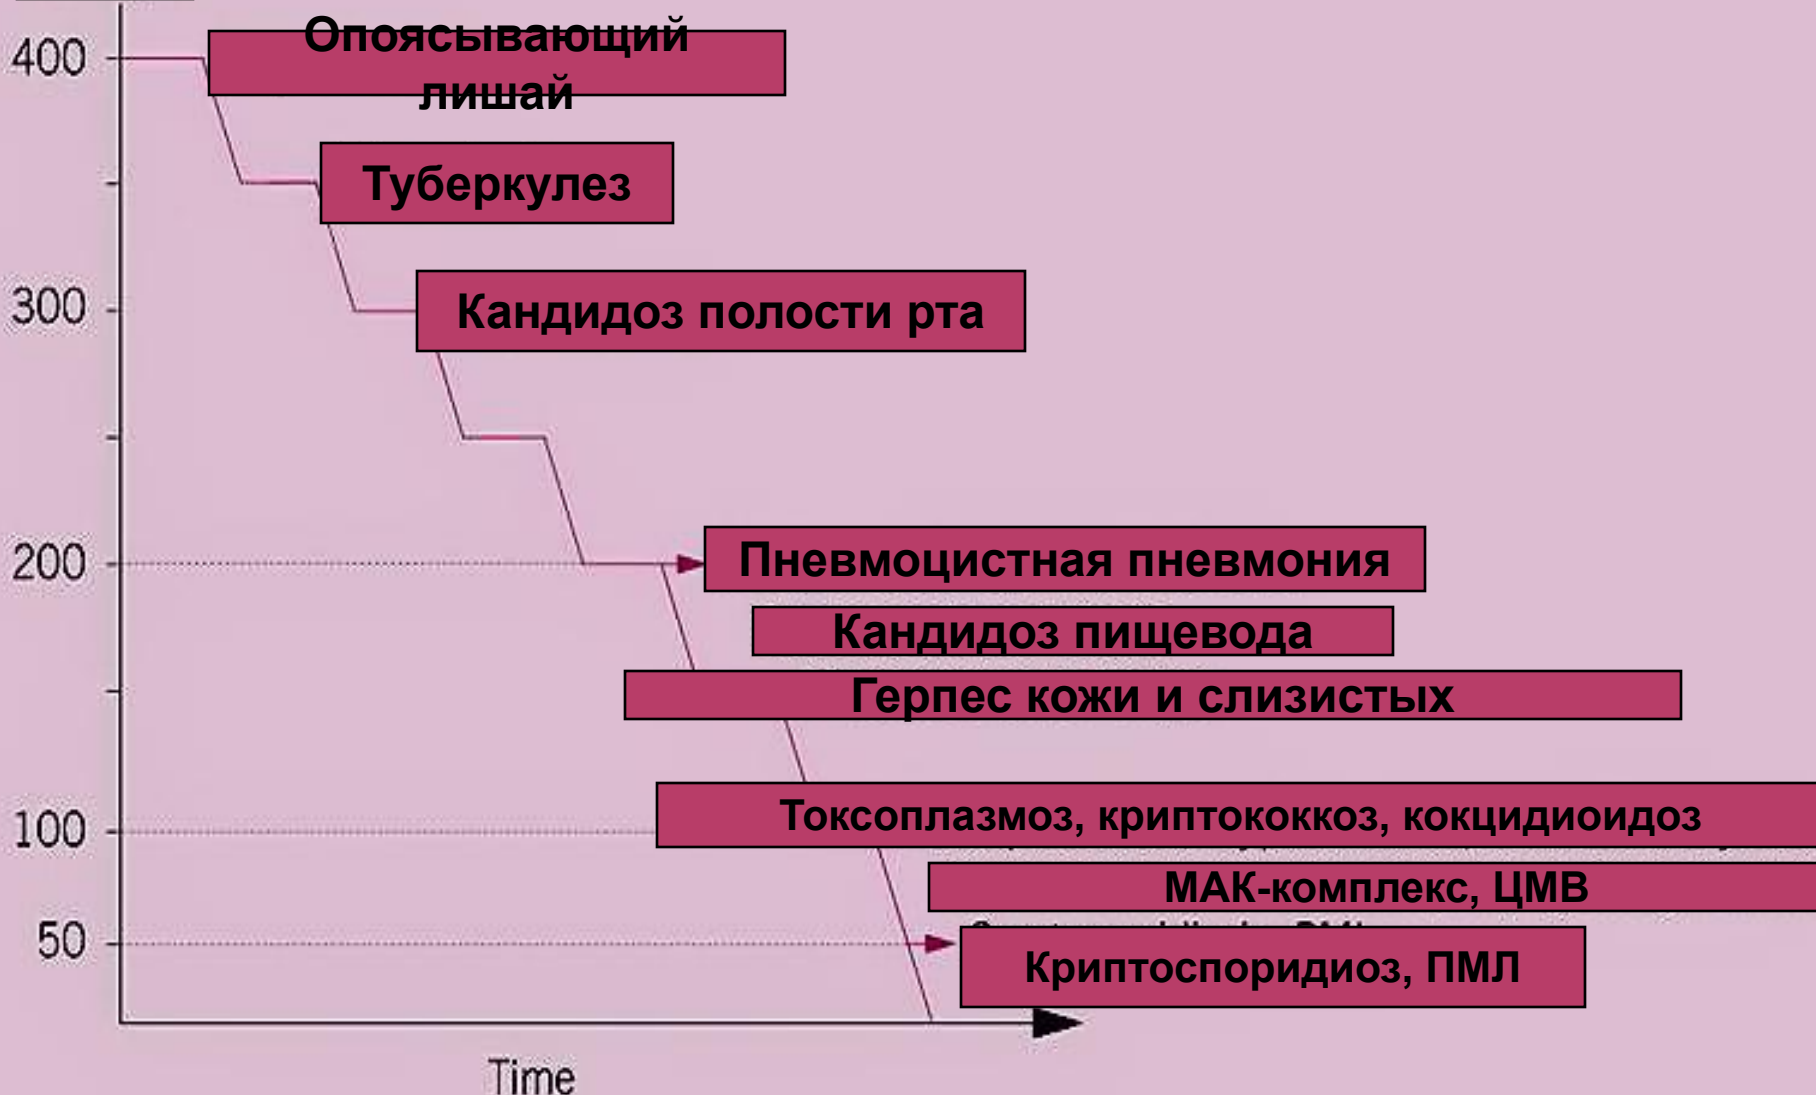 400
Опоясывающий
лишай
Туберкулез
300
Кандидоз полости рта
200
Пневмоцистная пневмония
Кандидоз пищевода
Герпес кожи и слизистых
Токсоплазмоз, криптококкоз, кокцидиоидоз
100
МАК-комплекс, ЦМВ
50
Криптоспоридиоз, ПМЛ
Time